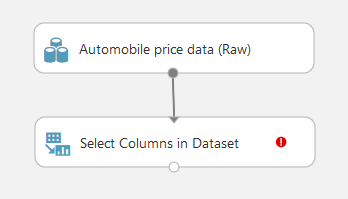 Automobile price data (Raw)
Select Columns in Dataset